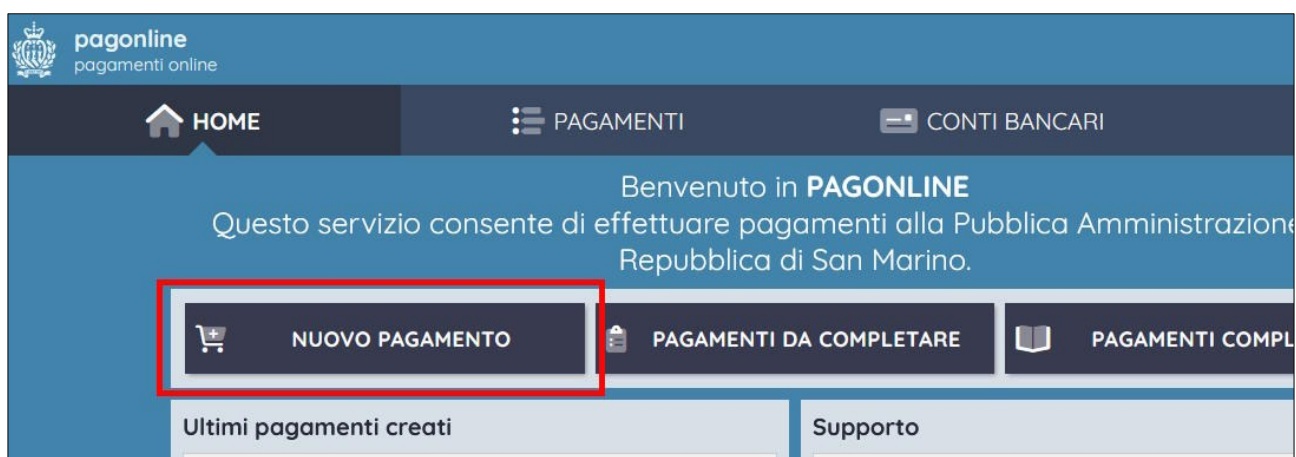 pagonline
pagamenti online
HOME
PAGAMENTI
CONTI BANCARI
Benvenuto in PAGONLINE
Questo servizio consente di effettuare pagamenti alla Pubblica Amministrazione
Repubblica di San Marino.
NUOVO PAGAMENTO
PAGAMENTI DA COMPLETARE
PAGAMENTI COMPL
Ultimi pagamenti creati
Supporto